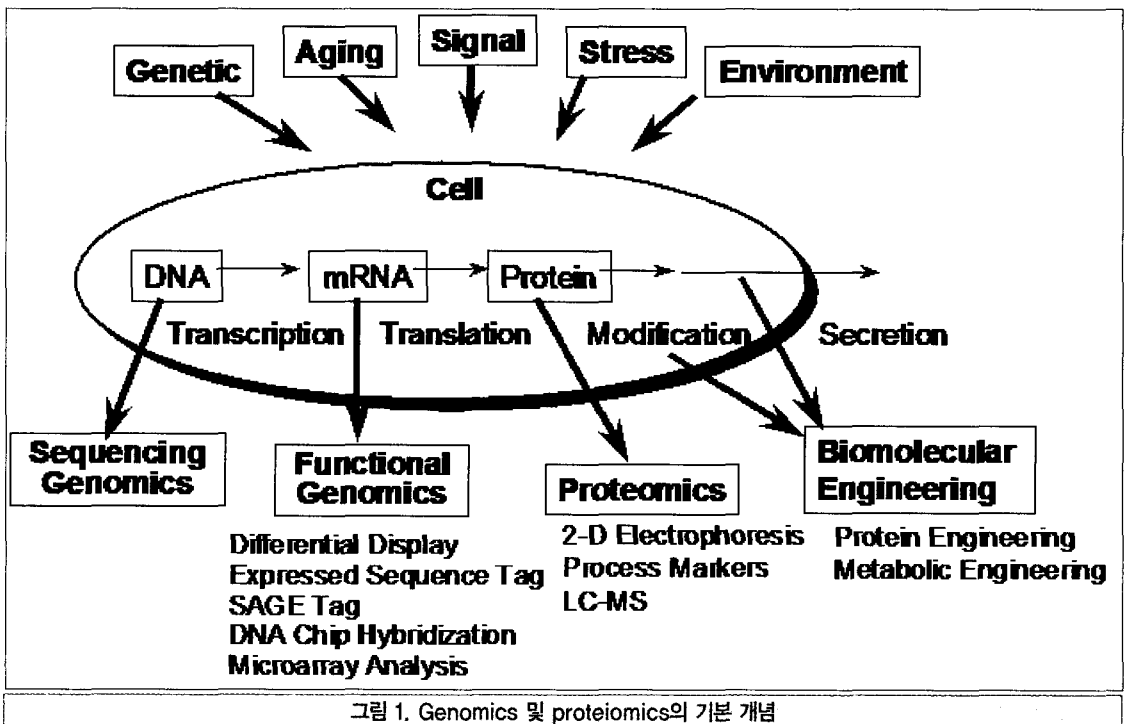 Genetic
Aging
Signal
Stress
Environment
Cell
DNA
mRNA
Protein
Transcription
Translation
Modification
Secretion
Sequencing
Genomics
Functional
Genomics
Differential Display
Expressed Sequence Tag
SAGE Tag
DNA Chip Hybridization
Microarray Analysis
Proteomics
2-D Electrophoresis
Process Markers
LC-MS
Biomolecular
Engineering
Protein Engineering
Metabolic Engineering
그림 1. Genomics 및 proteiomics의 기본 개념